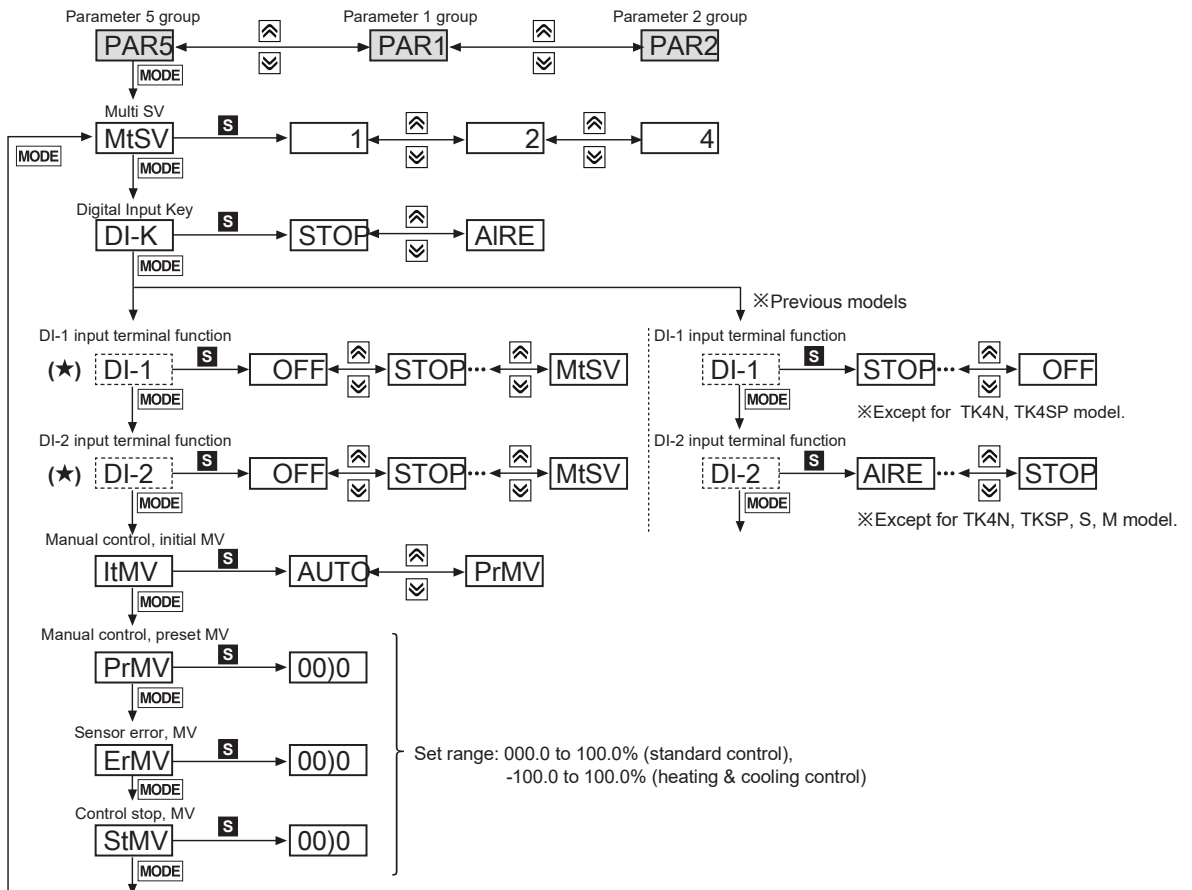 Parameter 5 group Parameter 1 group Parameter 2 group
PAR5 PAR1 PAR2
MODE
Multi SV
MtSV S 1 2 4
MODE MODE
Digital Input Key
DI-K S STOP AIRE
MODE
※Previous models
DI-1 input terminal function
(★) DI-1 S OFF STOP··· MtSV
MODE
DI-2 input terminal function
(★) DI-2 S OFF STOP··· MtSV
MODE
DI-1 input terminal function
DI-1 S STOP··· OFF
MODE
※Except for TK4N, TK4SP model.
DI-2 input terminal function
DI-2 S AIRE ··· STOP
MODE
※Except for TK4N, TKSP, S, M model.
Manual control, initial MV
ItMV S AUTO PrMV
MODE
Manual control, preset MV
PrMV S 00)0
MODE
Sensor error, MV
ErMV S 00)0
MODE
Control stop, MV
StMV S 00)0
MODE
Set range: 000.0 to 100.0% (standard control),
-100.0 to 100.0% (heating & cooling control)